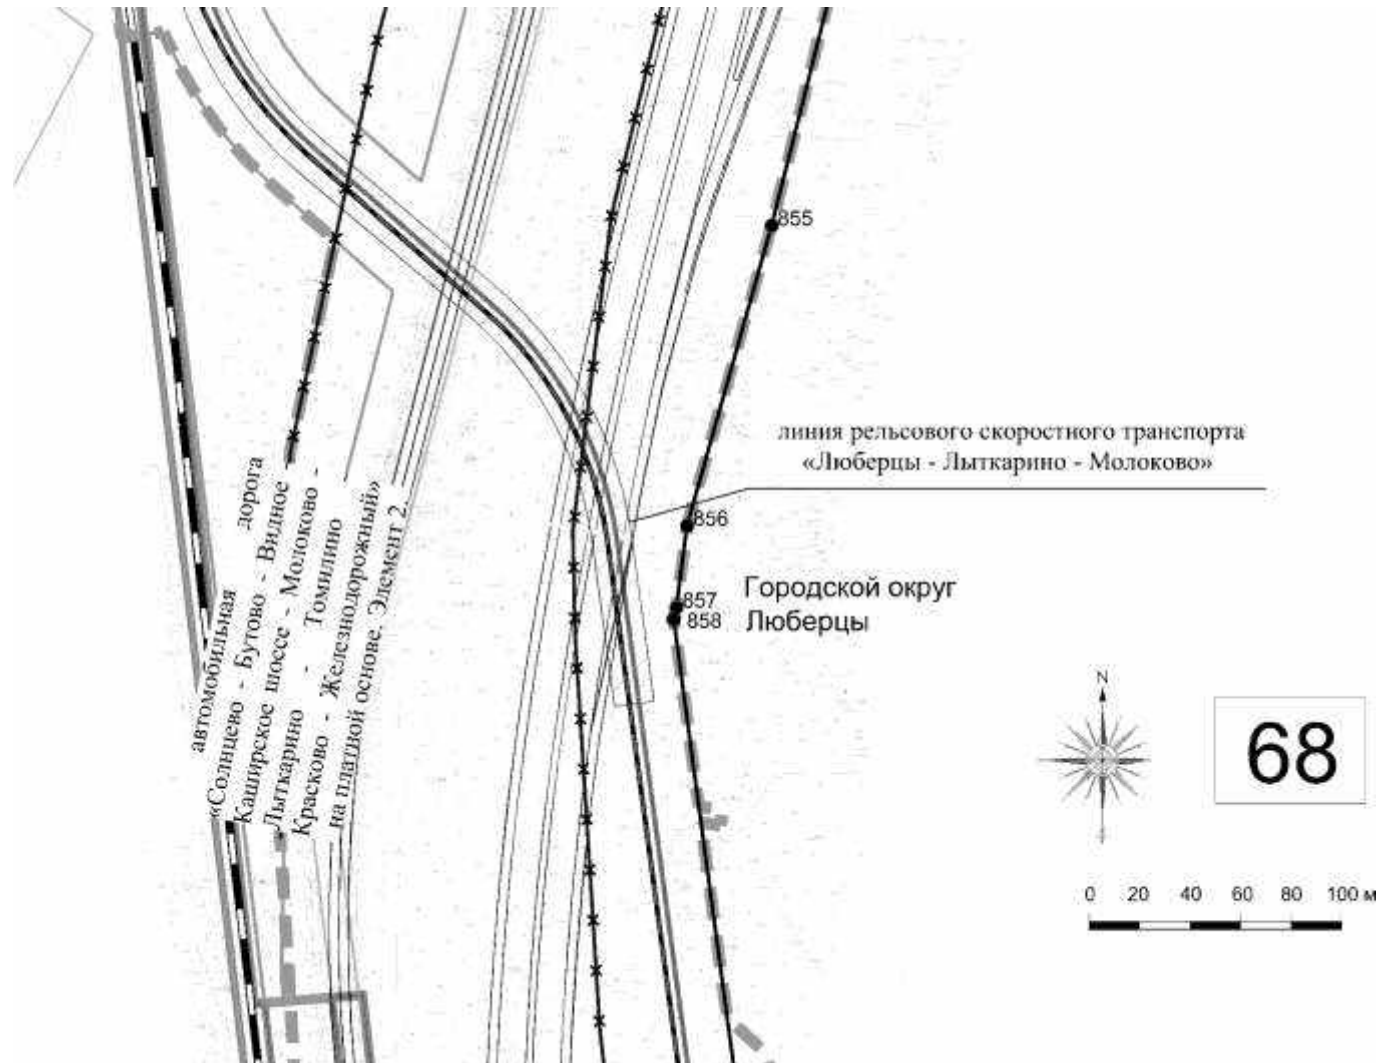 855
линия рельсового скоростного транспорта
«Люберцы - Лыткарино - Молоково»
856
857
858
Городской округ
Люберцы
автомобильная дорога
«Солнцево - Бутово - Видное -
Каширское шоссе - Молоково -
Лыткарино - Томилино -
Красково - Железнодорожный»
на платной основе. Элемент 2.
N
68
0 20 40 60 80 100 м